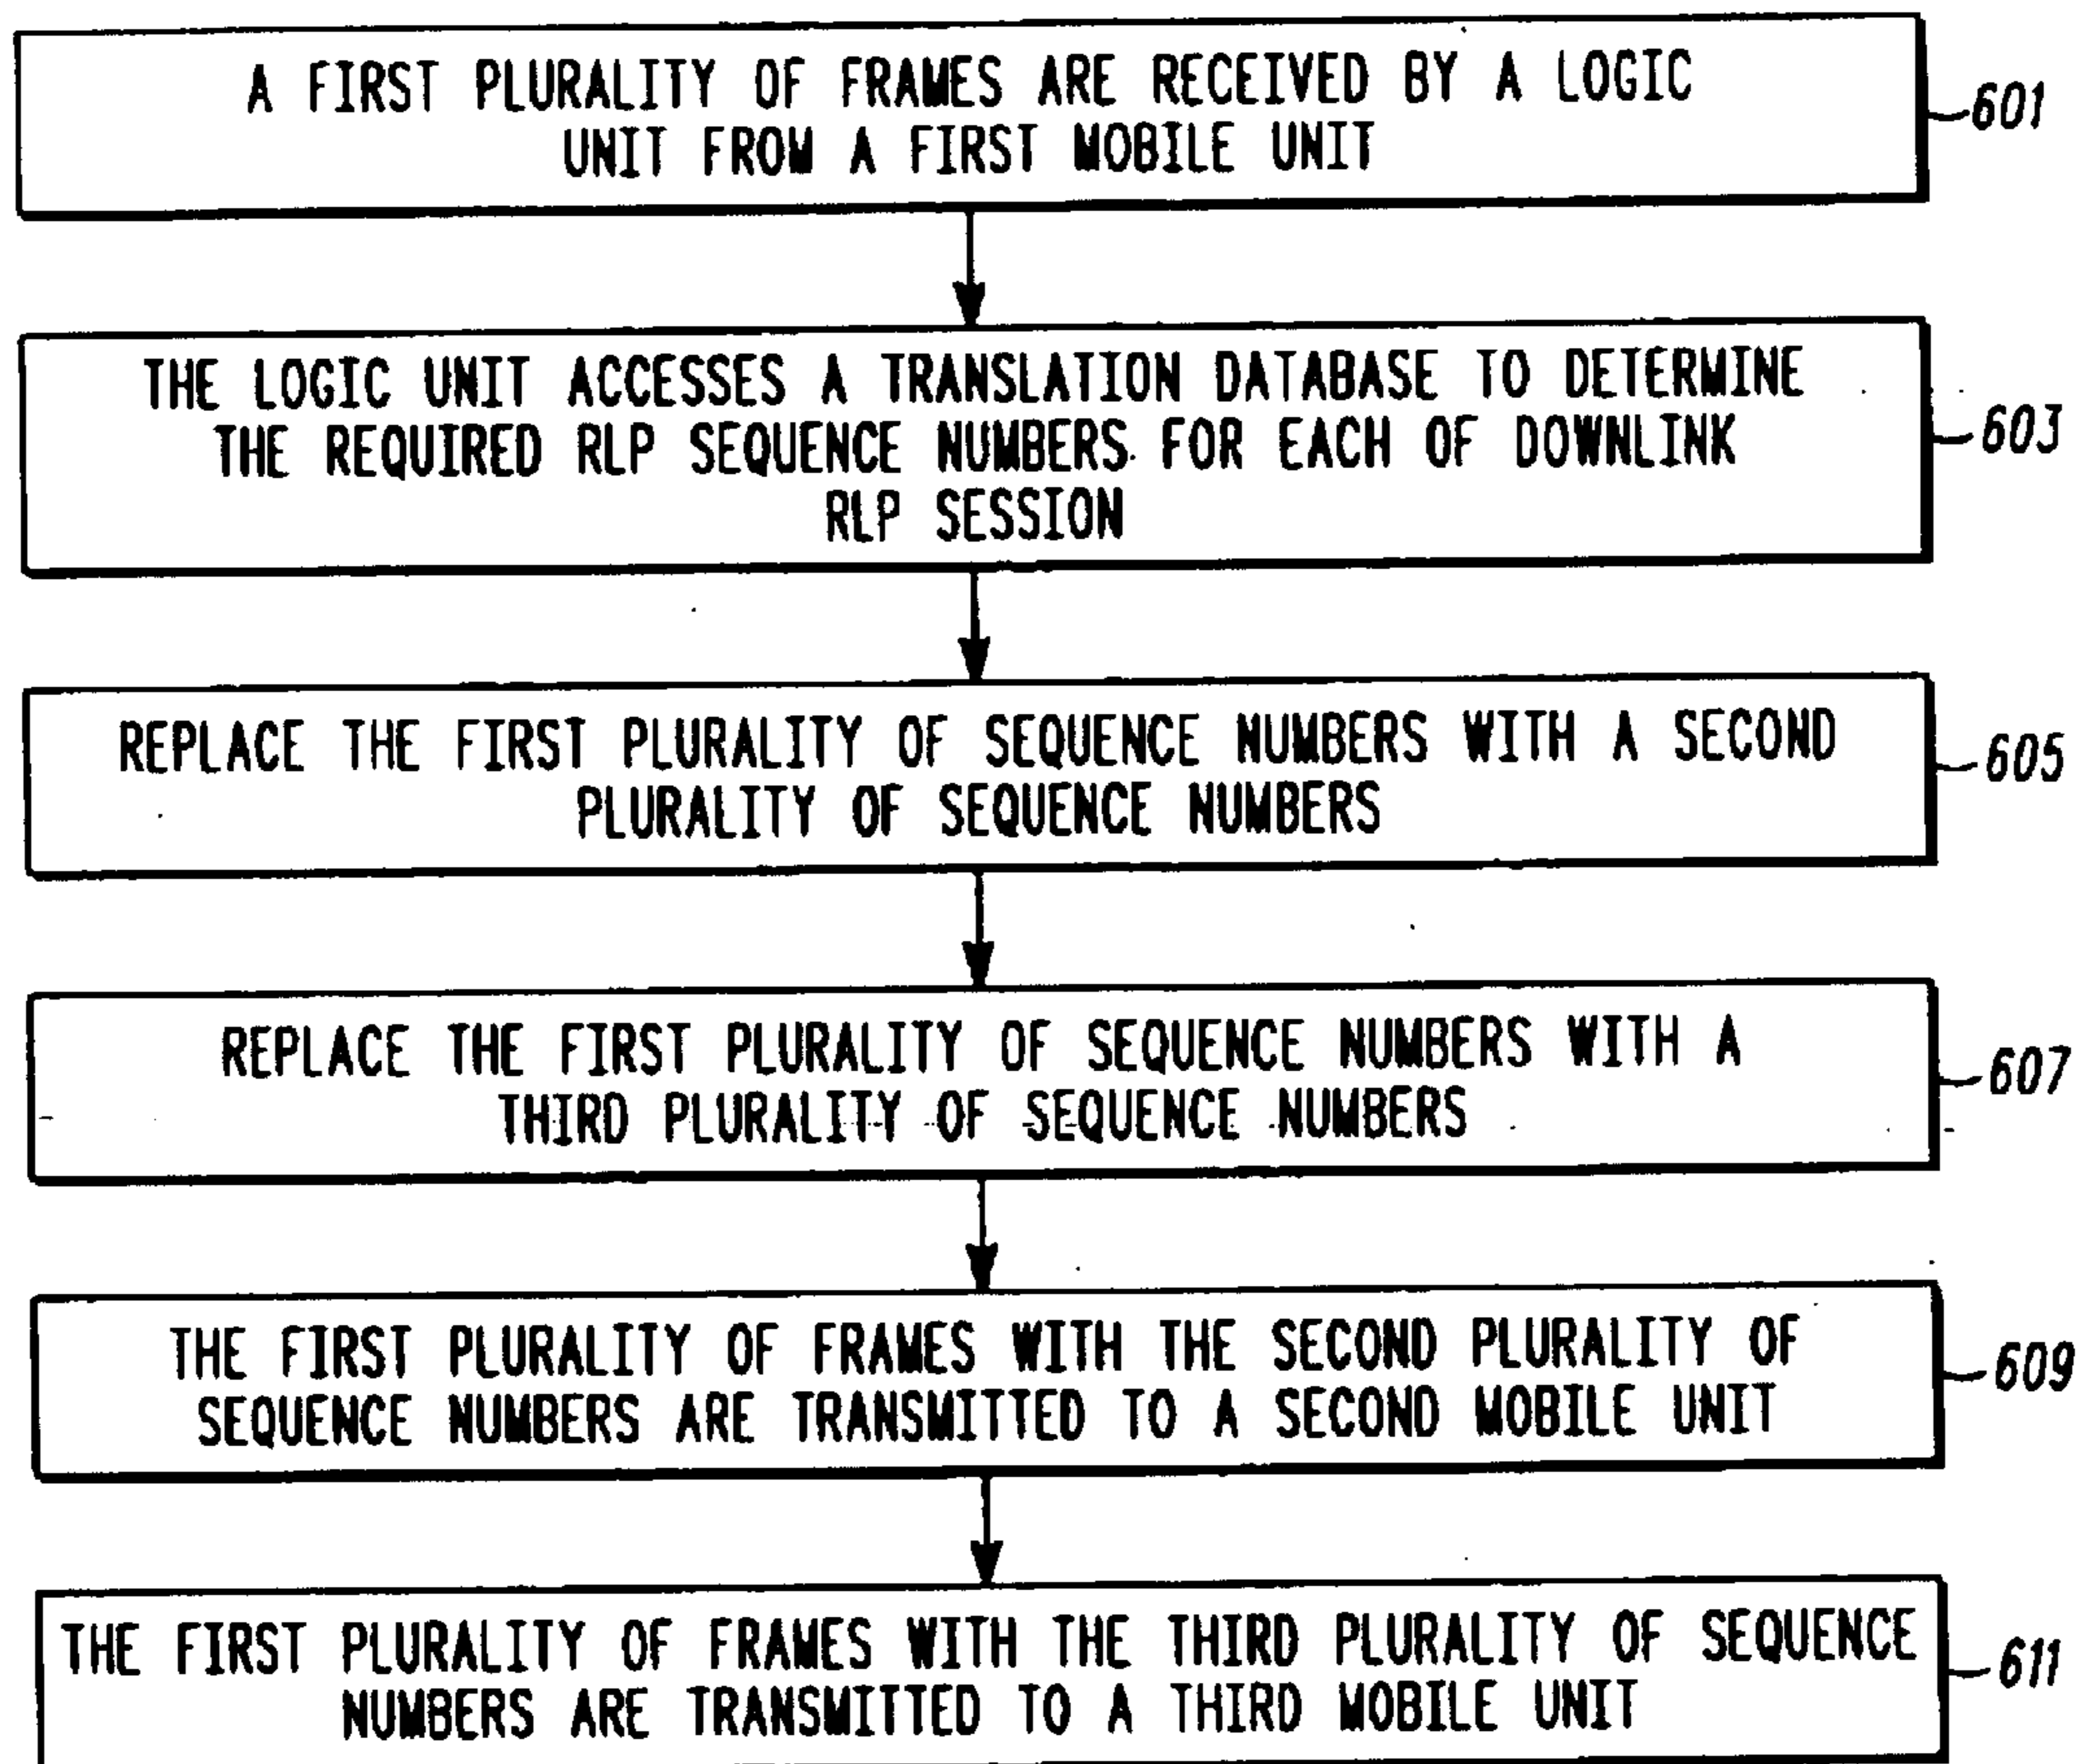 A FIRST PLURALITY OF FRAMES ARE RECEIVED BY A LOGIC
UNIT FROM A FIRST MOBILE UNIT
601
THE LOGIC UNIT ACCESSES A TRANSLATION DATABASE TO DETERMINE
THE REQUIRED RLP SEQUENCE NUMBERS FOR EACH OF DOWNLINK
RLP SESSION
603
REPLACE THE FIRST PLURALITY OF SEQUENCE NUMBERS WITH A SECOND
PLURALITY OF SEQUENCE NUMBERS
605
REPLACE THE FIRST PLURALITY OF SEQUENCE NUMBERS WITH A
THIRD PLURALITY OF SEQUENCE NUMBERS
607
THE FIRST PLURALITY OF FRAMES WITH THE SECOND PLURALITY OF
SEQUENCE NUMBERS ARE TRANSMITTED TO A SECOND MOBILE UNIT
609
THE FIRST PLURALITY OF FRAMES WITH THE THIRD PLURALITY OF SEQUENCE
NUMBERS ARE TRANSMITTED TO A THIRD MOBILE UNIT
611